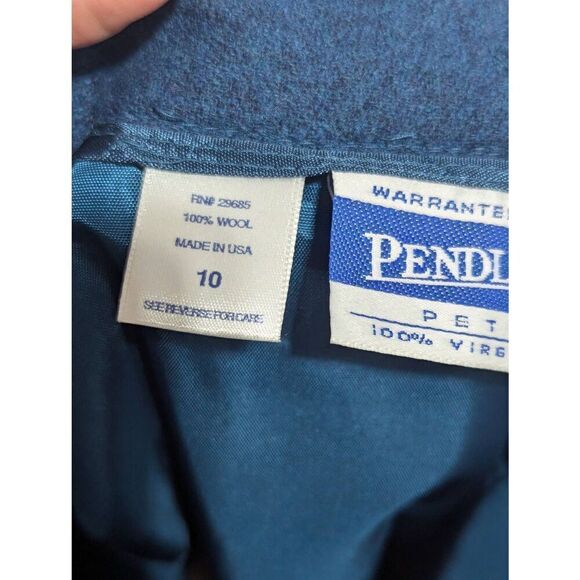 RN# 29685
100% WOOL
MADE IN USA
10
SEE REVERSE FOR CARE
WARRANTE
PENDL
PET
100% VIRG